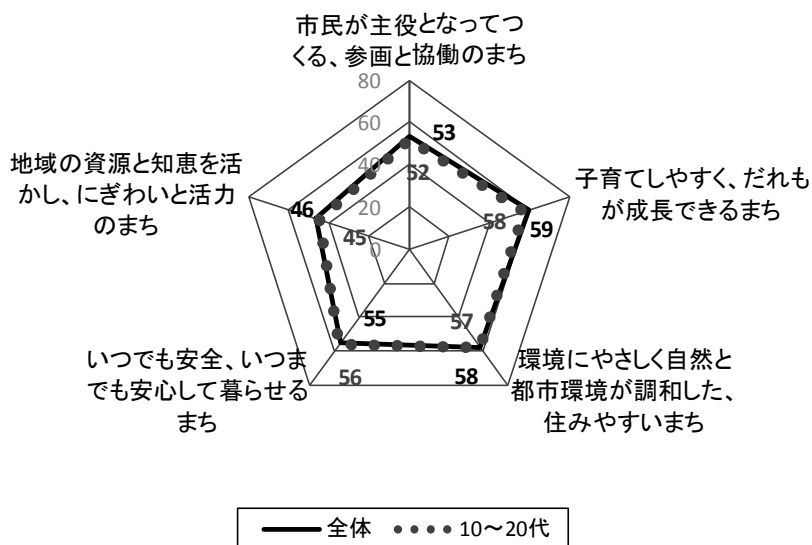 市民が主役となってつ
くる、参画と協働のまち
80
60
40
20
0
53
52
子育てしやすく、だれも
が成長できるまち
58
59
環境にやさしく自然と
都市環境が調和した、
住みやすいまち
57
58
いつでも安全、いつま
でも安心して暮らせる
まち
55
56
地域の資源と知恵を活
かし、にぎわいと活力
のまち
46
45
全体
10～20代